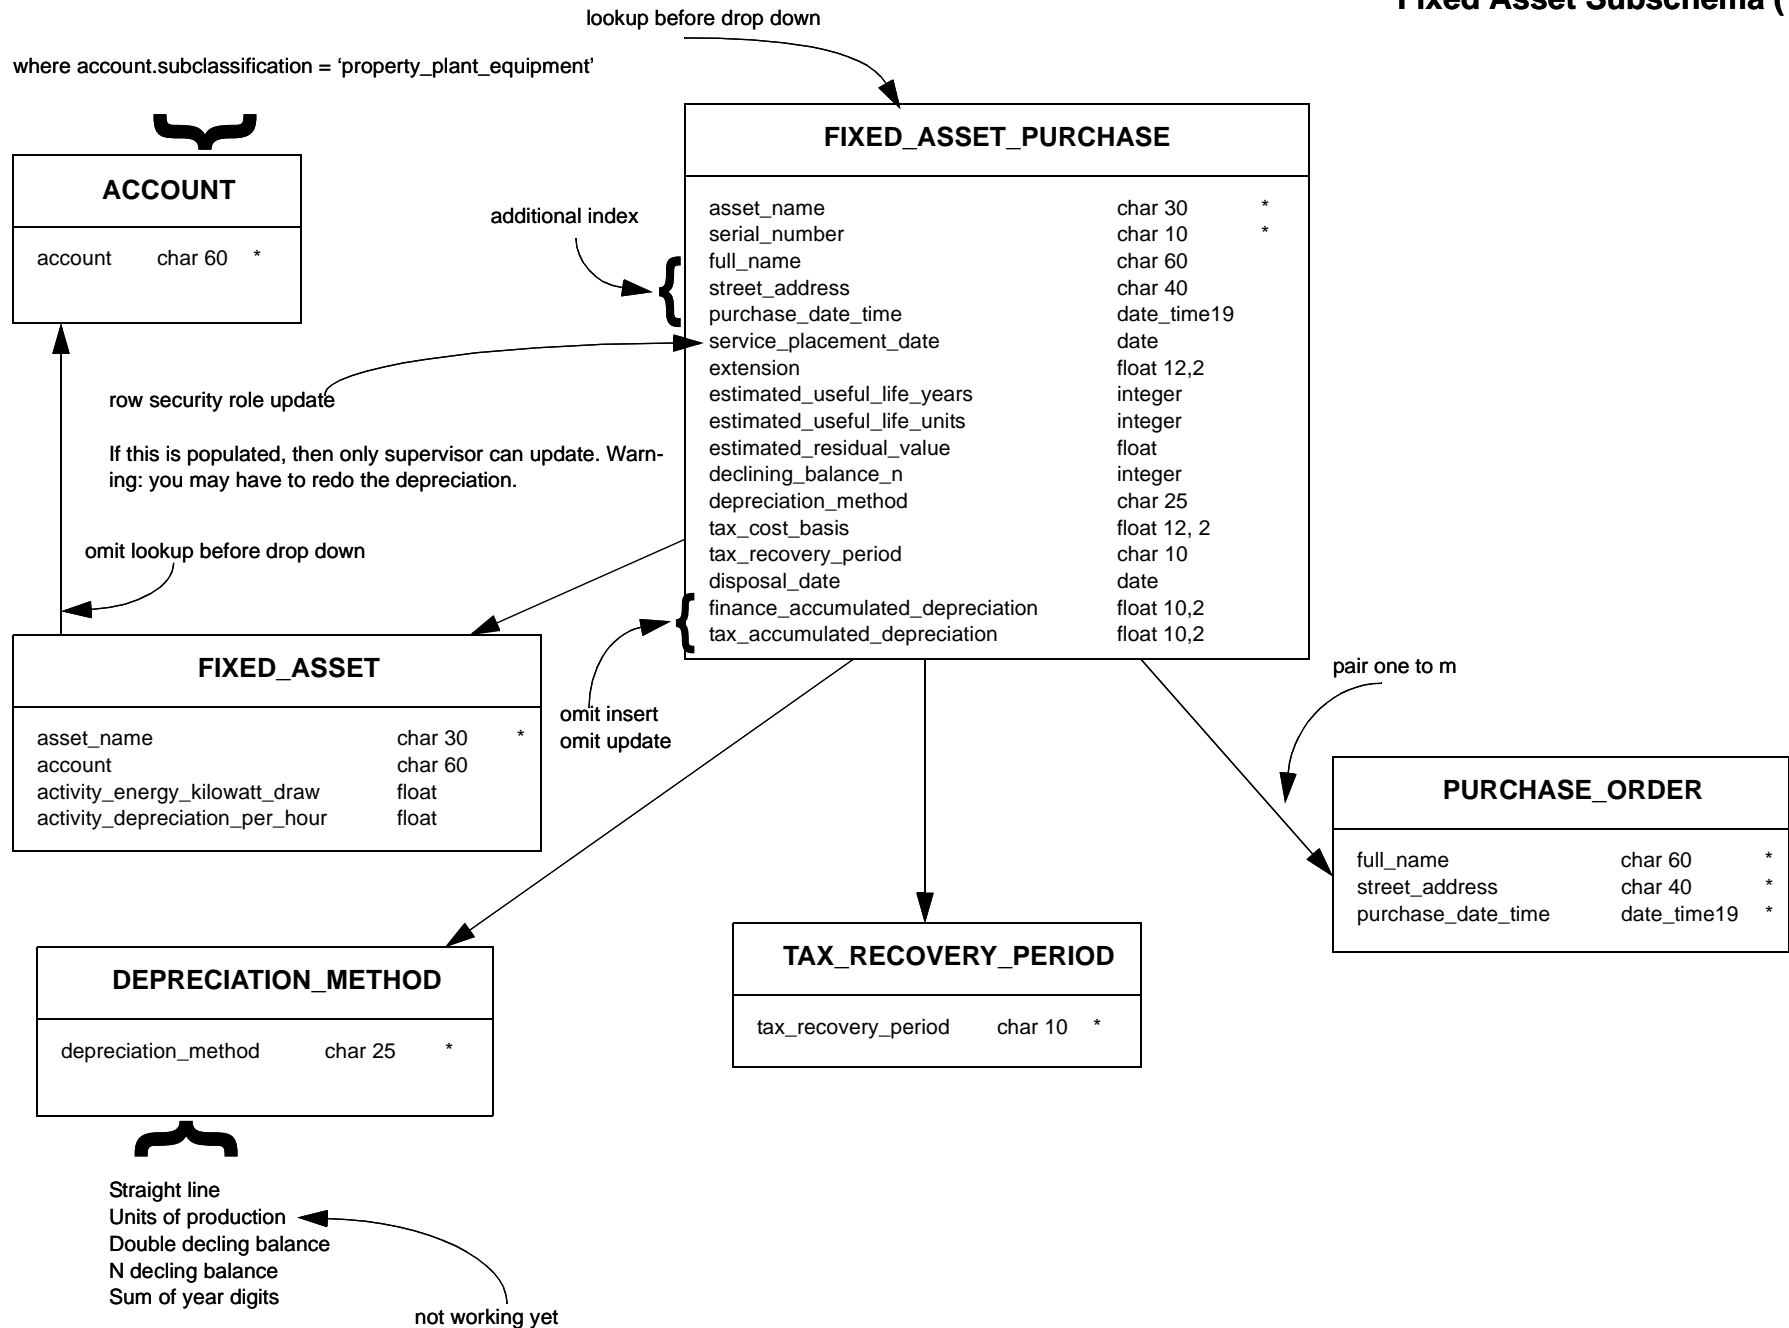 Fixed Asset Subschema (
lookup before drop down
where account.subclassification = ‘property_plant_equipment’
ACCOUNT
account char 60 *
FIXED_ASSET_PURCHASE
asset_name char 30 *
serial_number char 10 *
full_name char 60
street_address char 40
purchase_date_time date_time19
service_placement_date date
extension float 12,2
estimated_useful_life_years integer
estimated_useful_life_units integer
estimated_residual_value float
declining_balance_n integer
depreciation_method char 25
tax_cost_basis float 12, 2
tax_recovery_period char 10
disposal_date date
finance_accumulated_depreciation float 10,2
tax_accumulated_depreciation float 10,2
additional index
row security role update
If this is populated, then only supervisor can update. Warn-
ing: you may have to redo the depreciation.
omit lookup before drop down
FIXED_ASSET
asset_name char 30 *
account char 60
activity_energy_kilowatt_draw float
activity_depreciation_per_hour float
omit insert
omit update
pair one to m
PURCHASE_ORDER
full_name char 60 *
street_address char 40 *
purchase_date_time date_time19 *
DEPRECIATION_METHOD
depreciation_method char 25 *
TAX_RECOVERY_PERIOD
tax_recovery_period char 10 *
Straight line
Units of production
Double decling balance
N decling balance
Sum of year digits
not working yet